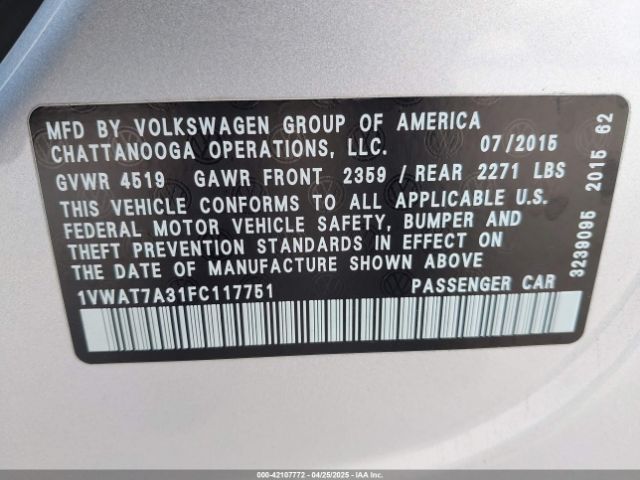 MFD BY VOLKSWAGEN GROUP OF AMERICA
CHATTANOOGA OPERATIONS, LLC. 07/2015
GVWR 4519 GAWR FRONT 2359 / REAR 2271 LBS
THIS VEHICLE CONFORMS TO ALL APPLICABLE U.S.
FEDERAL MOTOR VEHICLE SAFETY, BUMPER AND
THEFT PREVENTION STANDARDS IN EFFECT ON
THE DATE OF MANUFACTURE SHOWN ABOVE
1VWAT7A31FC117751 PASSENGER CAR
3239095 2015 62
000-42107772 - 04/25/2025 - IAAI.COM